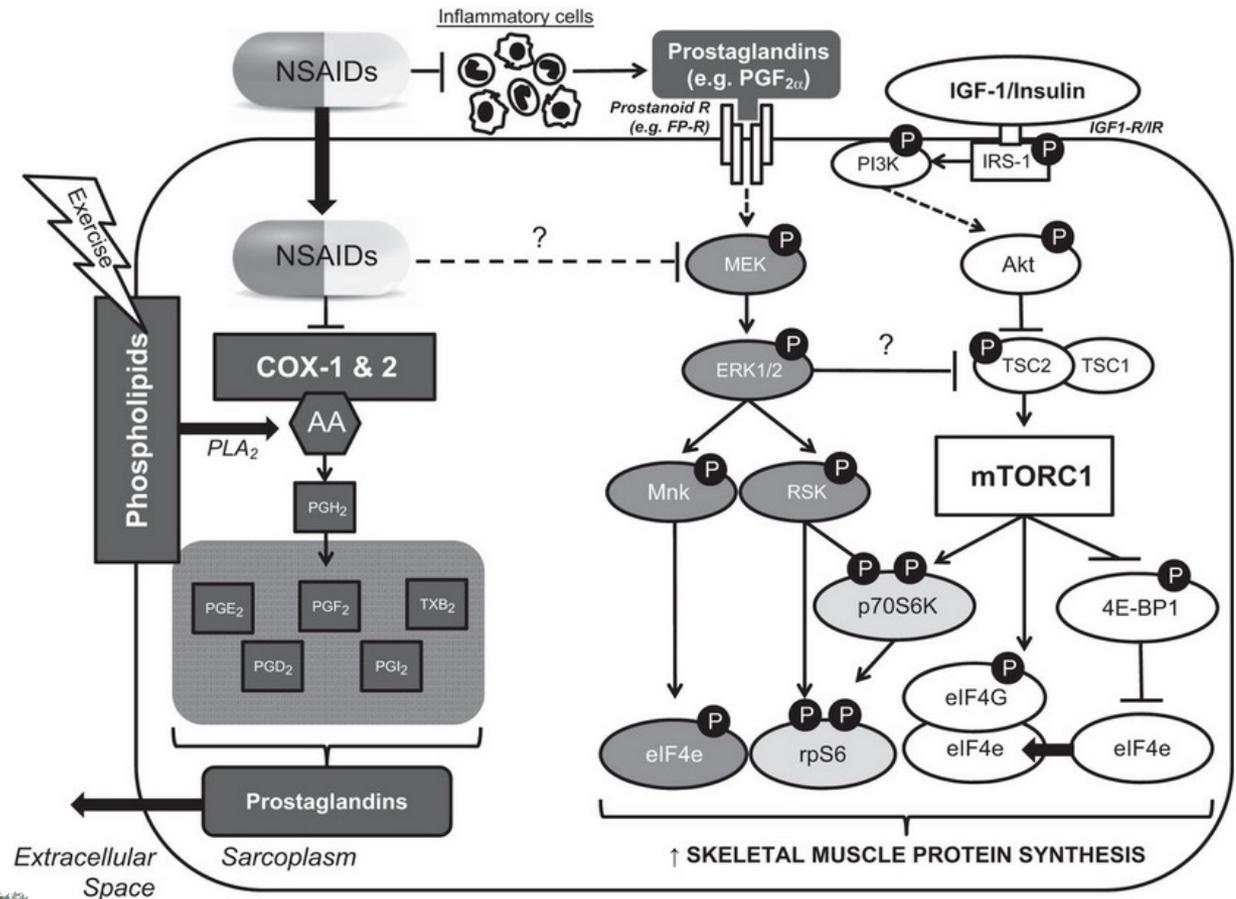 Inflammatory cells
NSAIDs
Prostaglandins
(e.g. PGF2α)
IGF-1/Insulin
Prostanoid R
(e.g. FP-R)
IGF1-R/IR
P
PI3K
IRS-1
P
Exercise
NSAIDs
?
MEK
P
Akt
P
COX-1 & 2
ERK1/2
P
?
P
TSC2
TSC1
Phospholipids
AA
PLA2
mTORC1
Mnk
P
RSK
P
PGH2
P
P
p70S6K
P
4E-BP1
PGE2
PGF2
TXB2
PGD2
PGI2
P
eIF4G
eIF4e
P
eIF4e
P
P
rpS6
eIF4e
Prostaglandins
Extracellular
Space
Sarcoplasm
↑ SKELETAL MUSCLE PROTEIN SYNTHESIS